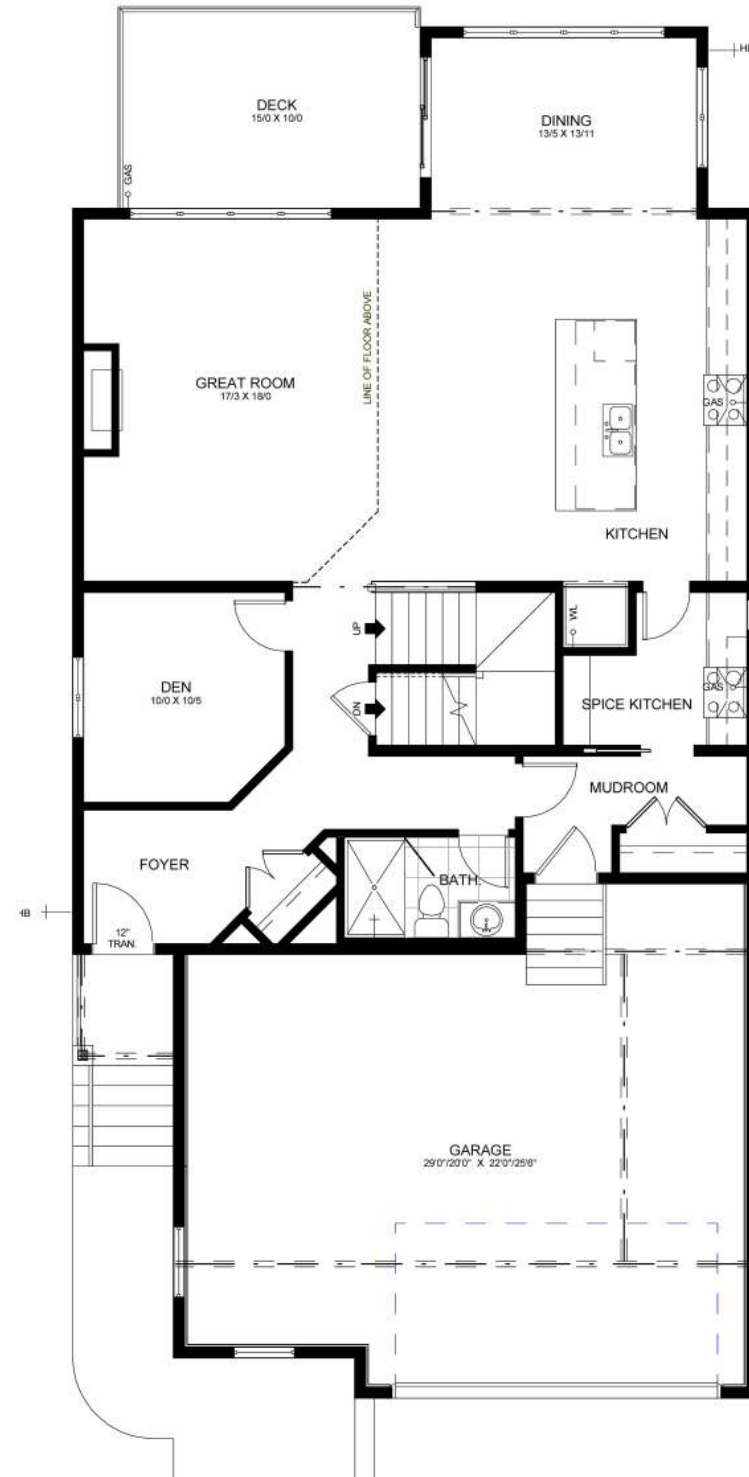 DECK
15/0 X 10/0
DINING
13/5 X 13/11
GAS
LINE OF FLOOR ABOVE
GREAT ROOM
17/3 X 18/0
GAS
KITCHEN
UP
WL
DEN
10/0 X 10/5
DN
GAS
SPICE KITCHEN
MUDROOM
FOYER
BATH.
12"
TRAN.
GARAGE
29'0"/20'0" X 22'0"/25'6"